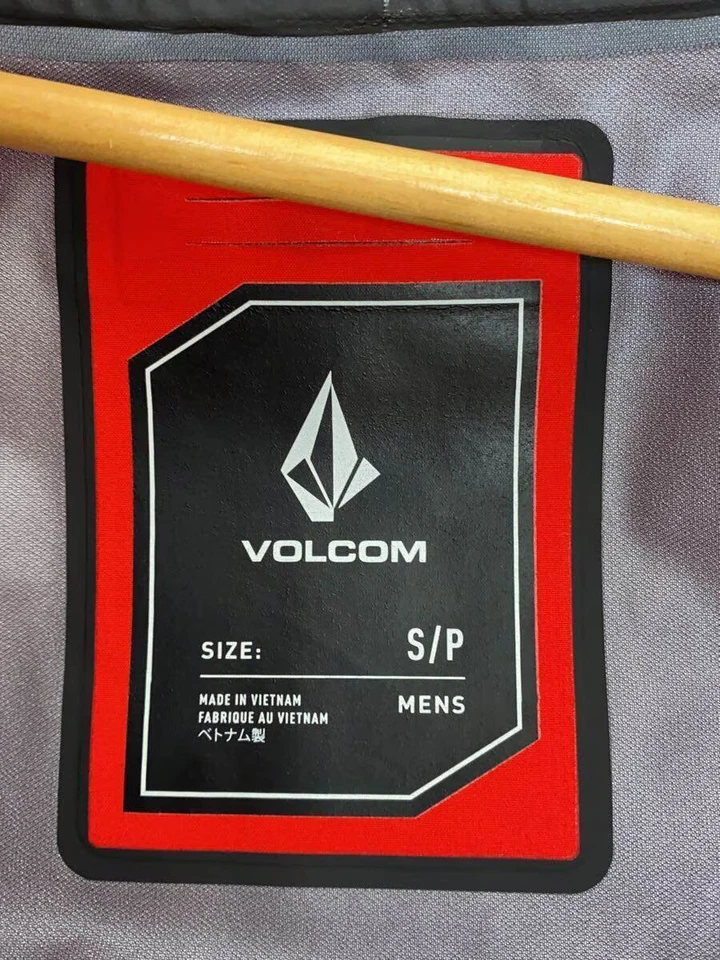 VOLCOM
SIZE: S/P
MADE IN VIETNAM MENS
FABRIQUE AU VIETNAM
ベトナム製